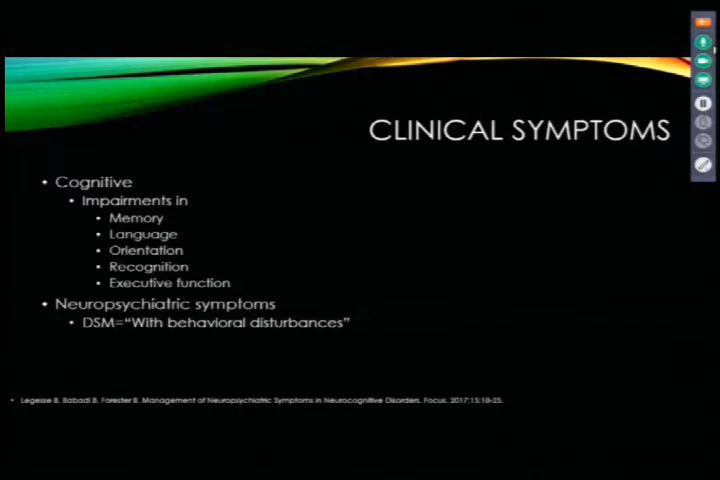 CLINICAL SYMPTOMS
• Cognitive
• Impairments in
• Memory
• Language
• Orientation
• Recognition
• Executive function
• Neuropsychiatric symptoms
• DSM="With behavioral disturbances"
• Legesse B, Babadi B, Forester B. Management of Neuropsychiatric Symptoms in Neurocognitive Disorders. Focus. 2017;15:18-25.